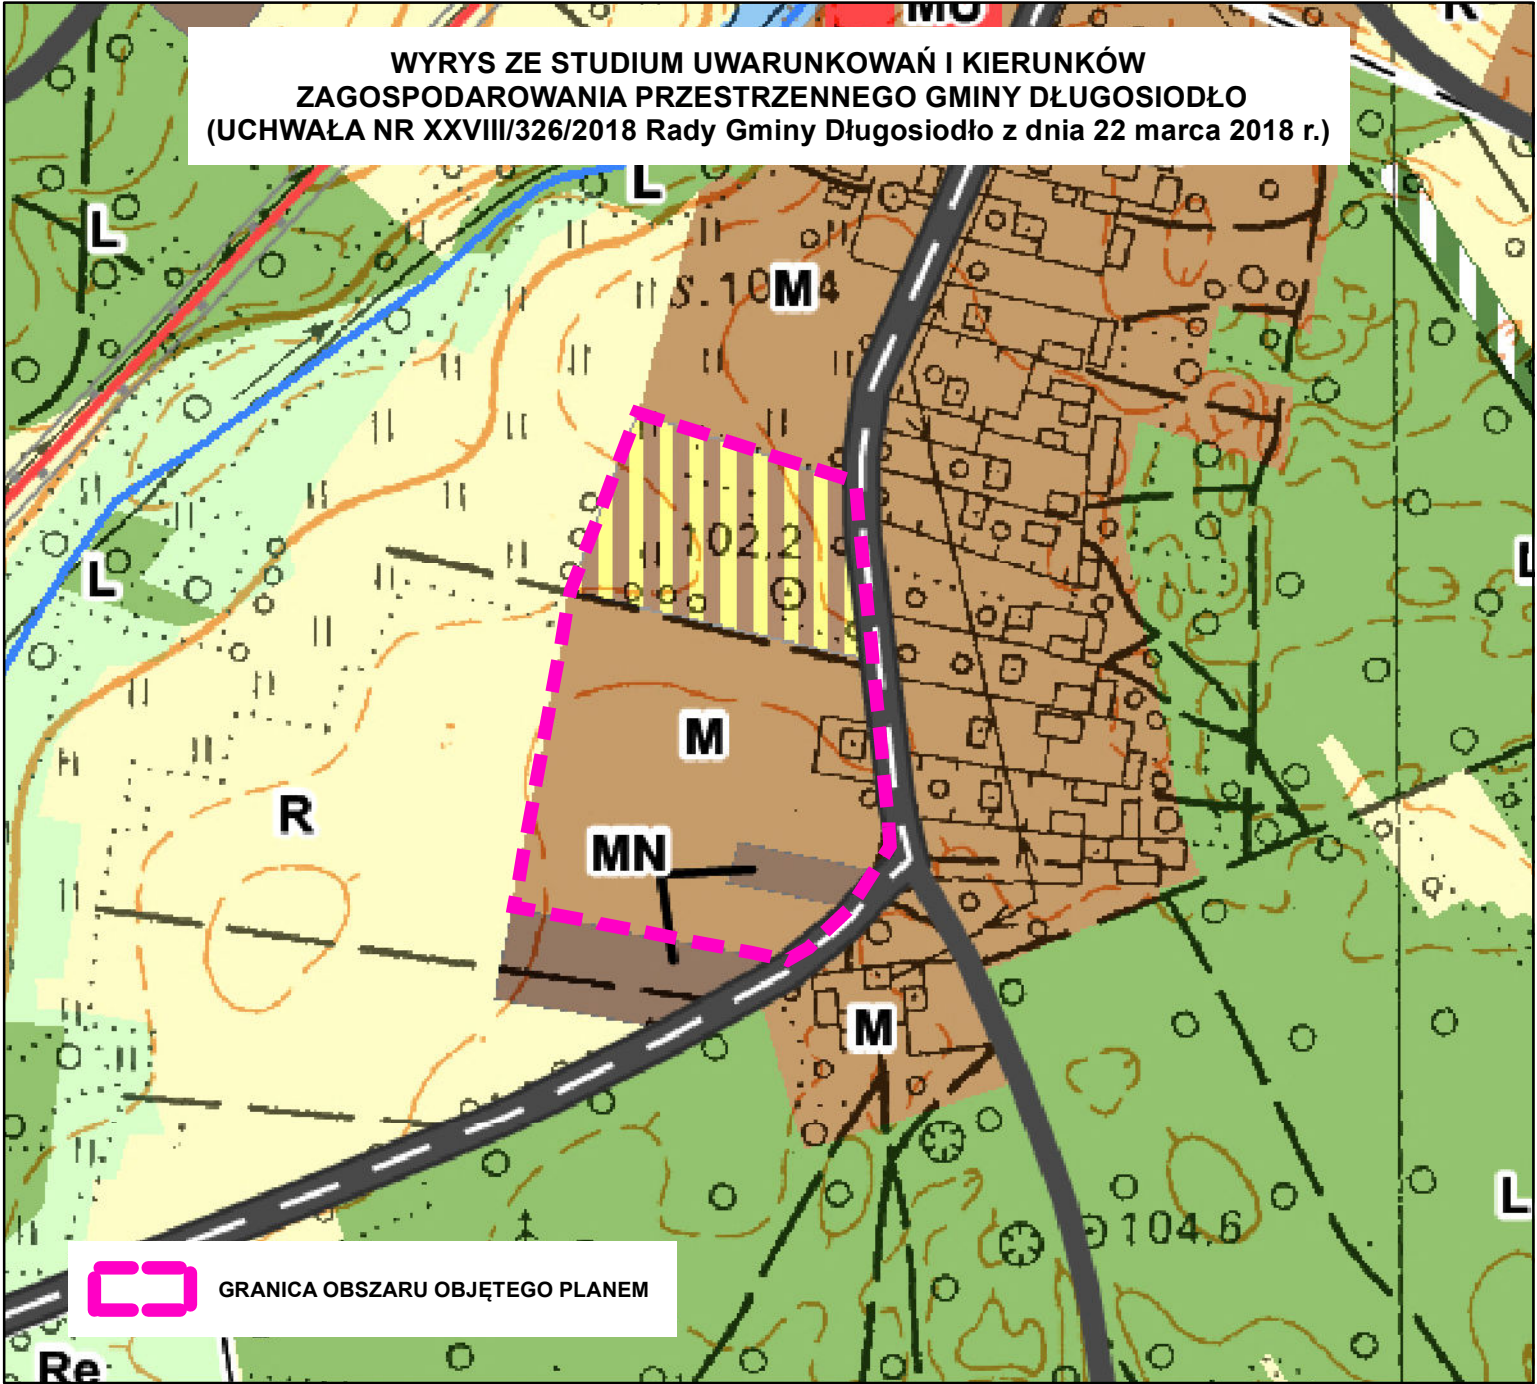 MU
R
WYRYS ZE STUDIUM UWARUNKOWAŃ I KIERUNKÓW
ZAGOSPODAROWANIA PRZESTRZENNEGO GMINY DŁUGOSIODŁO
(UCHWAŁA NR XXVIII/326/2018 Rady Gminy Długosiodło z dnia 22 marca 2018 r.)
L
L
M
102,2
L
L
M
R
MN
M
L
104,6
GRANICA OBSZARU OBJĘTEGO PLANEM
Re